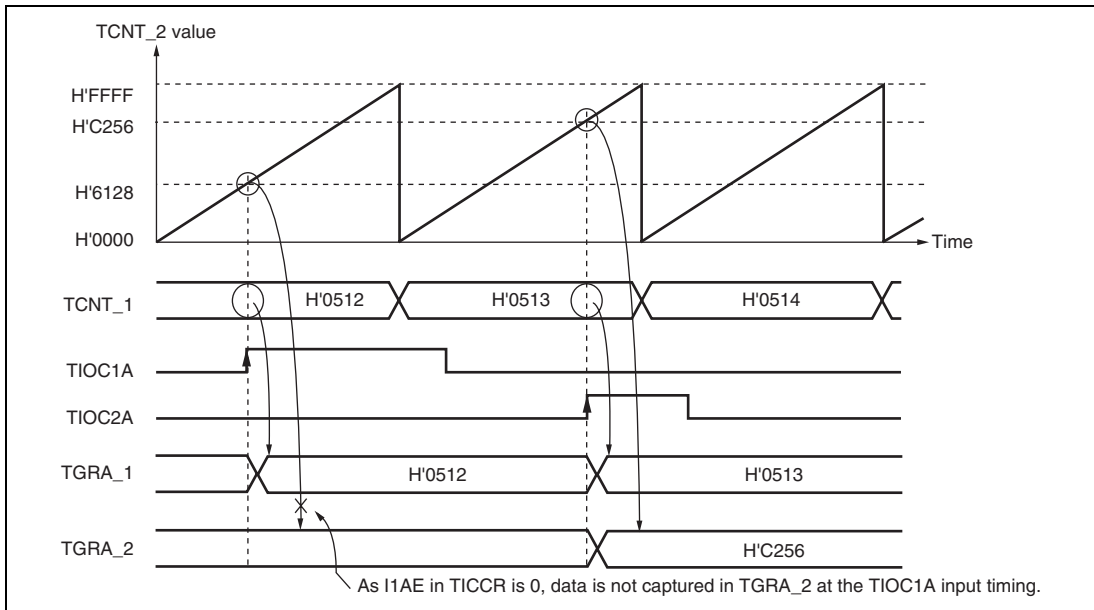 TCNT_2 value
H'FFFF
H'C256
H'6128
H'0000
Time
TCNT_1
H'0512
H'0513
H'0514
TIOC1A
TIOC2A
TGRA_1
H'0512
H'0513
TGRA_2
H'C256
As I1AE in TICCR is 0, data is not captured in TGRA_2 at the TIOC1A input timing.